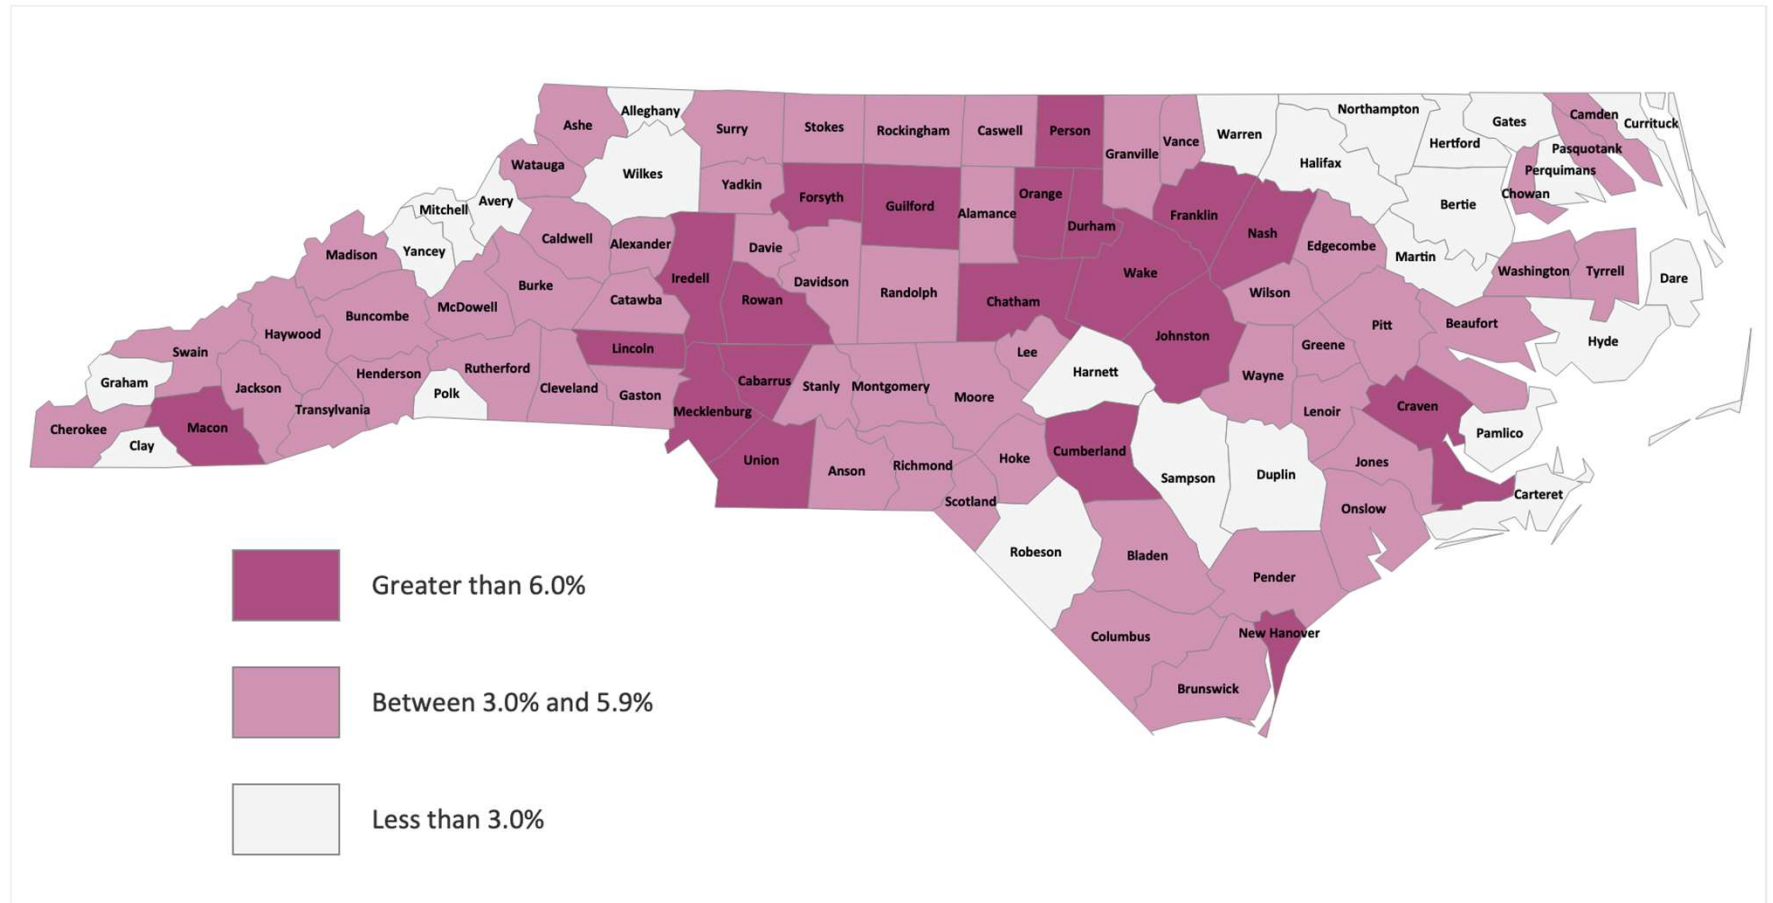 Alleghany
Ashe
Surry
Stokes
Rockingham
Caswell
Person
Granville
Vance
Warren
Northampton
Gates
Camden
Currituck
Hertford
Pasquotank
Halifax
Perquimans
Chowan
Bertie
Watauga
Wilkes
Yadkin
Forsyth
Guilford
Alamance
Orange
Durham
Franklin
Nash
Edgecombe
Martin
Washington
Tyrrell
Dare
Mitchell
Avery
Yancey
Madison
Caldwell
Alexander
Davie
Iredell
Burke
Catawba
Rowan
Davidson
Randolph
Chatham
Wake
Wilson
Johnston
Pitt
Beaufort
Hyde
Greene
McDowell
Buncombe
Haywood
Swain
Graham
Jackson
Henderson
Rutherford
Polk
Cleveland
Lincoln
Gaston
Cabarrus
Mecklenburg
Stanly
Montgomery
Moore
Lee
Harnett
Wayne
Lenoir
Craven
Pamlico
Transylvania
Cherokee
Macon
Clay
Union
Anson
Richmond
Hoke
Scotland
Cumberland
Sampson
Duplin
Jones
Carteret
Onslow
Robeson
Bladen
Pender
Columbus
New Hanover
Brunswick
Greater than 6.0%
Between 3.0% and 5.9%
Less than 3.0%